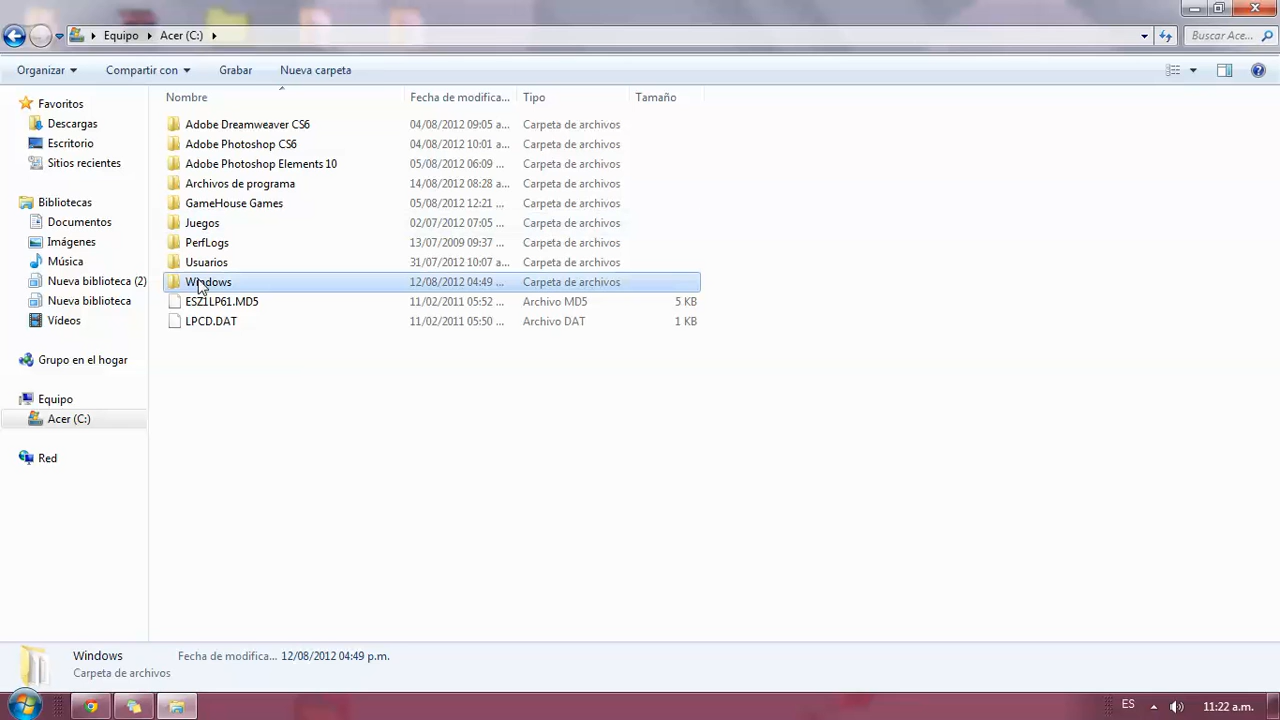 Equipo Acer (C:) Buscar Ace...
Organizar Compartir con Grabar Nueva carpeta
Nombre Fecha de modifica... Tipo Tamaño
Favoritos
Descargas
Escritorio
Sitios recientes
Bibliotecas
Documentos
Imágenes
Música
Nueva biblioteca (2)
Nueva biblioteca
Vídeos
Grupo en el hogar
Equipo
Acer (C:)
Red
Adobe Dreamweaver CS6 04/08/2012 09:05 a... Carpeta de archivos
Adobe Photoshop CS6 04/08/2012 10:01 a... Carpeta de archivos
Adobe Photoshop Elements 10 05/08/2012 06:09 ... Carpeta de archivos
Archivos de programa 14/08/2012 08:28 a... Carpeta de archivos
GameHouse Games 05/08/2012 12:21 ... Carpeta de archivos
Juegos 02/07/2012 07:05 ... Carpeta de archivos
PerfLogs 13/07/2009 09:37 ... Carpeta de archivos
Usuarios 31/07/2012 10:07 a... Carpeta de archivos
Windows 12/08/2012 04:49 ... Carpeta de archivos
ESZ1LP61.MD5 11/02/2011 05:52 ... Archivo MD5 5 KB
LPCD.DAT 11/02/2011 05:50 ... Archivo DAT 1 KB
Windows Fecha de modifica... 12/08/2012 04:49 p.m.
Carpeta de archivos
ES 11:22 a.m.